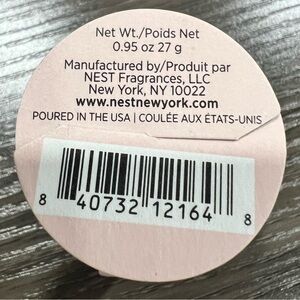 Net Wt./Poids Net
0.95 oz 27 g
Manufactured by/Produit par
NEST Fragrances, LLC
New York, NY 10022
www.nestnewyork.com
POURED IN THE USA | COULÉE AUX ÉTATS-UNIS
8 40732 12164 8